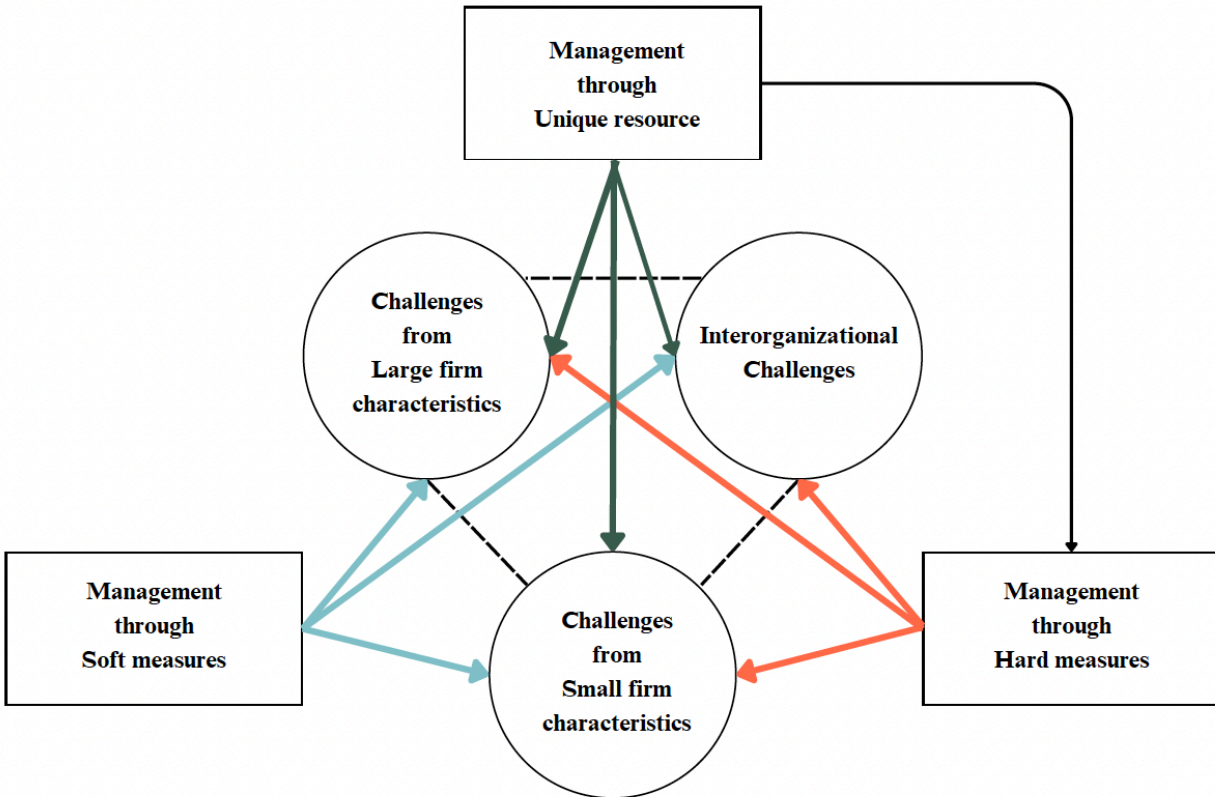 Management
through
Unique resource
Challenges
from
Large firm
characteristics
Interorganizational
Challenges
Management
through
Soft measures
Challenges
from
Small firm
characteristics
Management
through
Hard measures